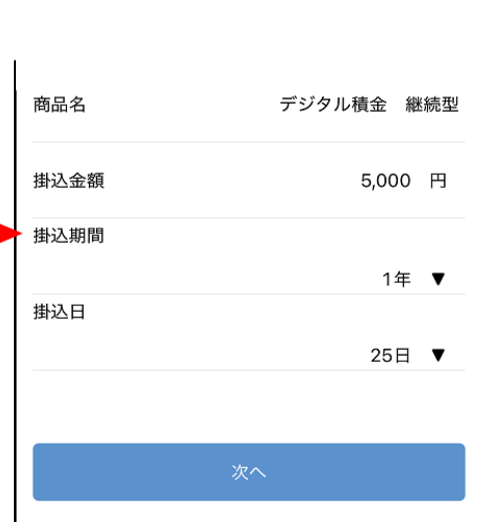 商品名 デジタル積金 継続型
掛込金額 5,000 円
掛込期間
1年 ▼
掛込日
25日 ▼
次へ